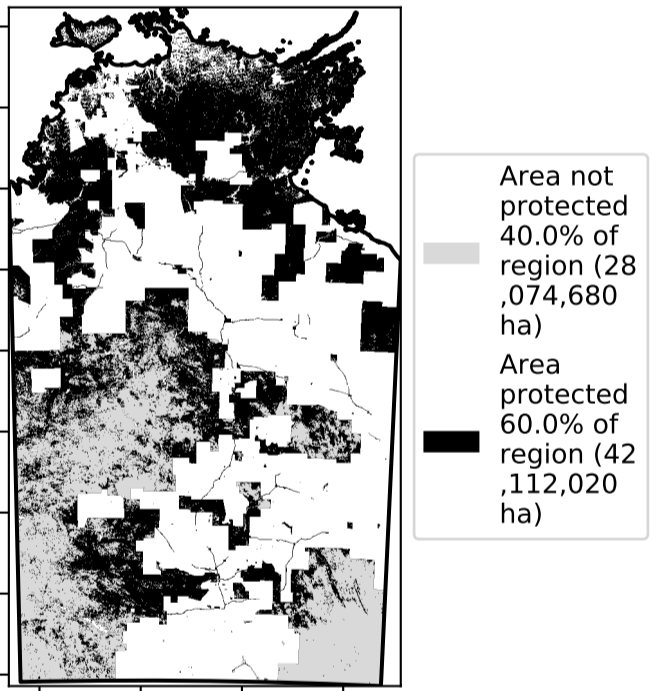 Area not
protected
40.0% of
region (28
,074,680
ha)
Area
protected
60.0% of
region (42
,112,020
ha)